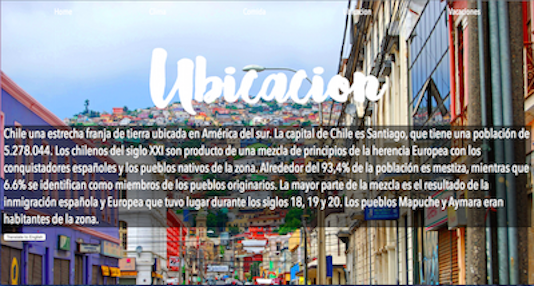 Home Clima Comida Ubicacion Vacaciones
Ubicacion
Chile una estrecha franja de tierra ubicada en América del sur. La capital de Chile es Santiago, que tiene una población de
5.278.044. Los chilenos del siglo XXI son producto de una mezcla de principios de la herencia Europea con los
conquistadores españoles y los pueblos nativos de la zona. Alrededor del 93,4% de la población es mestiza, mientras que
6.6% se identifican como miembros de los pueblos originarios. La mayor parte de la mezcla es el resultado de la
inmigración española y Europea que tuvo lugar durante los siglos 18, 19 y 20. Los pueblos Mapuche y Aymara eran
habitantes de la zona.
Translate to English